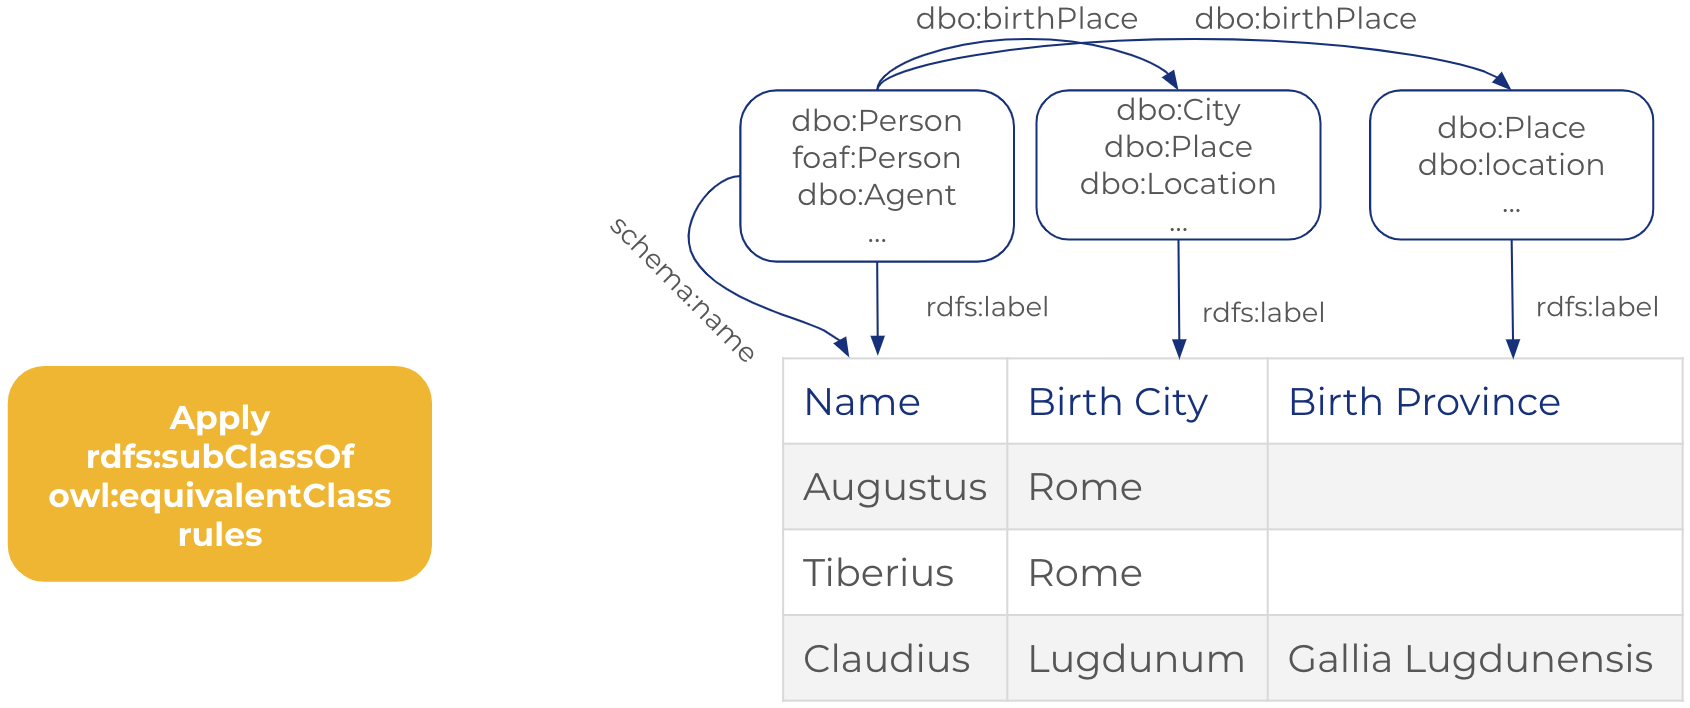 dbo:birthPlace dbo:birthPlace
dbo:Person
foaf:Person
dbo:Agent
...
dbo:City
dbo:Place
dbo:Location
...
dbo:Place
dbo:location
...
schema:name
rdfs:label
rdfs:label
rdfs:label
Apply
rdfs:subClassOf
owl:equivalentClass
rules
Name Birth City Birth Province
Augustus Rome
Tiberius Rome
Claudius Lugdunum Gallia Lugdunensis